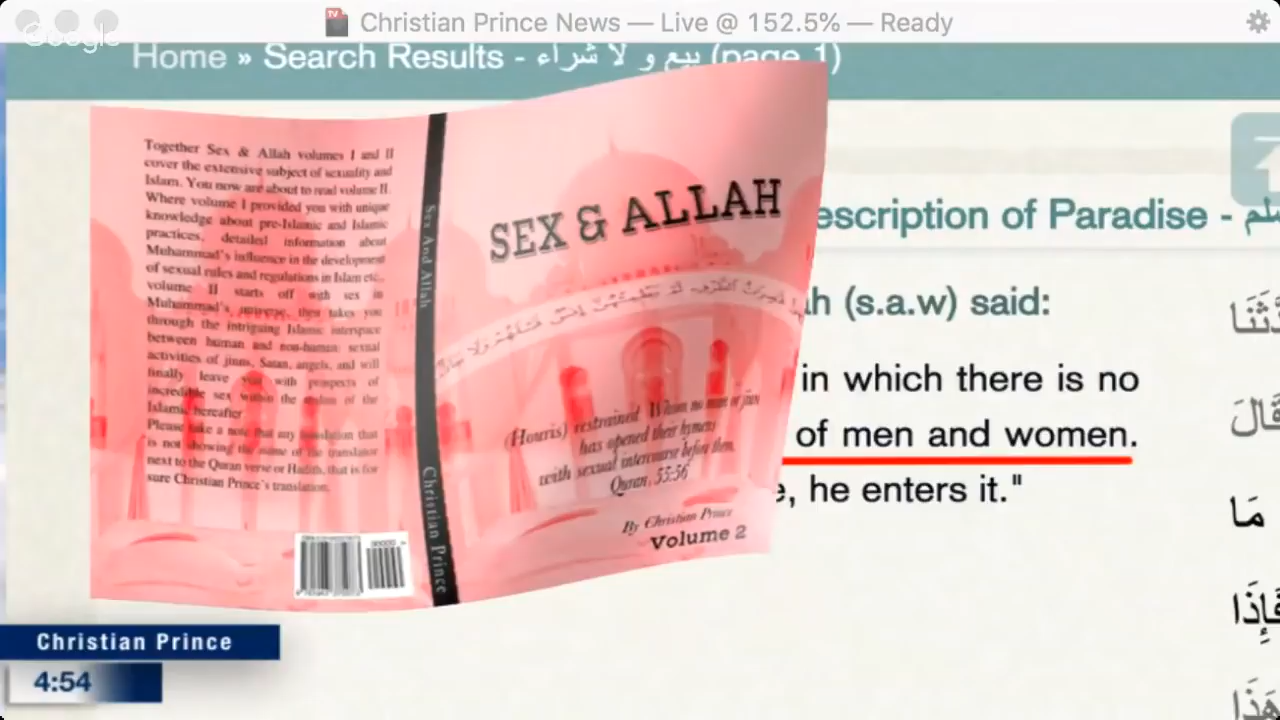 Christian Prince News — Live @ 152.5% — Ready
Google
Home » Search Results - بيع و لا شراء (page 1)
Together Sex & Allah volumes I and II
cover the extensive subject of sexuality and
Islam. You now are about to read volume II.
Where volume I provided you with unique
knowledge about pre-Islamic and Islamic
practices, detailed information about
Muhammad's influence in the development
of sexual rules and regulations in Islam etc.,
volume II starts off with sex in
Muhammad's universe, then takes you
through the intriguing Islamic interspace
between human and non-human: sexual
activities of jinns, Satan, angels, and will
finally leave you with prospects of
incredible sex within the of the
Islamic hereafter
Please take a note that any translation that
is not showing the name of the translator
next to the Quran verse or Hadith, that is for
sure Christian Prince's translation.
Sex And Allah
Christian Prince
SEX & ALLAH
(Houris) restrained Whom no man or jinn
has opened their hymens
with sexual intercourse before them,
Quran, 55:56
By Christian Prince
Volume 2
escription of Paradise -
h (s.a.w) said:
in which there is no
of men and women.
e, he enters it."
قَالَ
مَا
فَإِذَا
هَذَا
Christian Prince
4:54